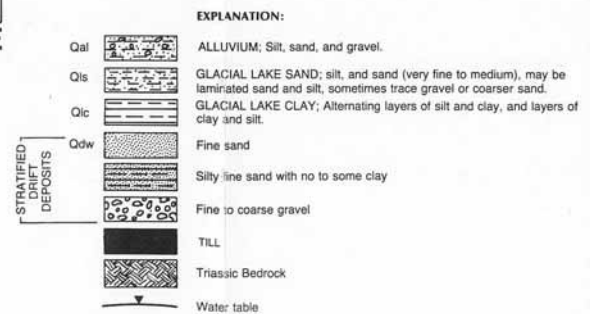 EXPLANATION:
Qal ALLUVIUM; Silt, sand, and gravel.
Qls GLACIAL LAKE SAND; silt, and sand (very fine to medium), may be
laminated sand and silt, sometimes trace gravel or coarser sand.
Qlc GLACIAL LAKE CLAY; Alternating layers of silt and clay, and layers of
clay and silt.
STRATIFIED
DRIFT
DEPOSITS
Qdw Fine sand
Silty fine sand with no to some clay
Fine to coarse gravel
TILL
Triassic Bedrock
Water table